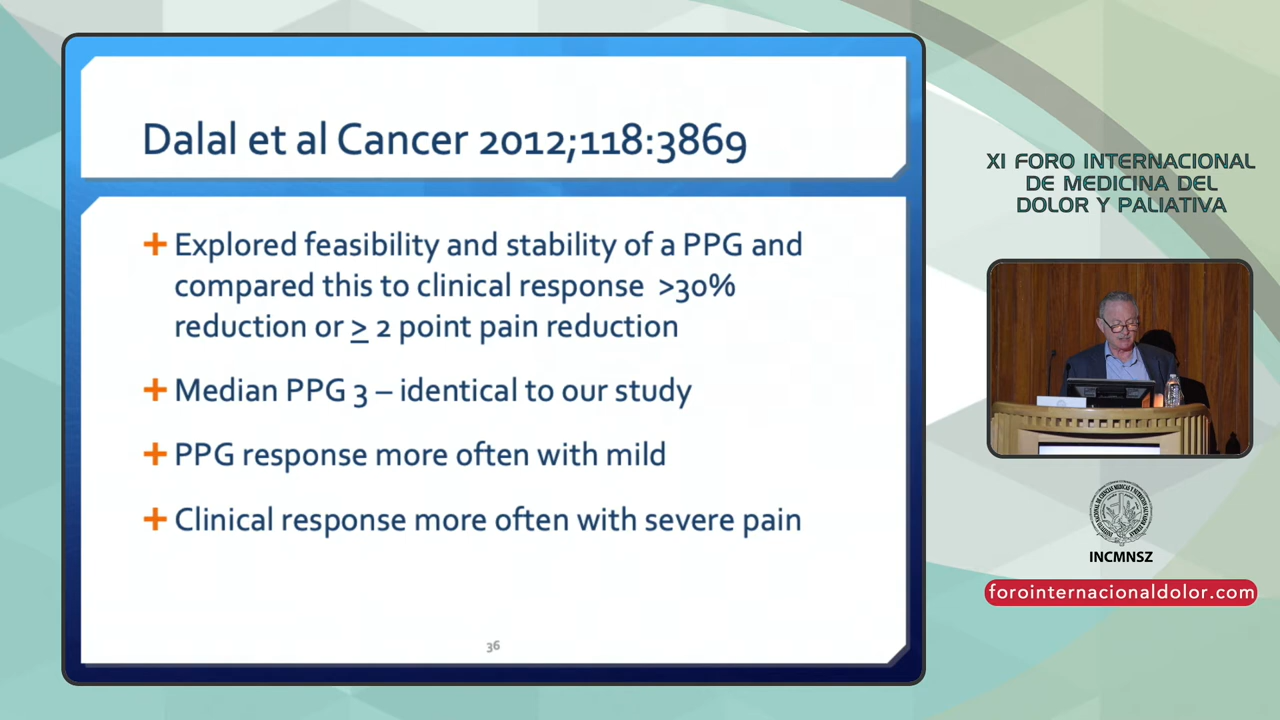 Dalal et al Cancer 2012;118:3869
+ Explored feasibility and stability of a PPG and
compared this to clinical response >30%
reduction or ≥ 2 point pain reduction
+ Median PPG 3 – identical to our study
+ PPG response more often with mild
+ Clinical response more often with severe pain
36
XI FORO INTERNACIONAL
DE MEDICINA DEL
DOLOR Y PALIATIVA
INCMNSZ
forointernacionaldolor.com